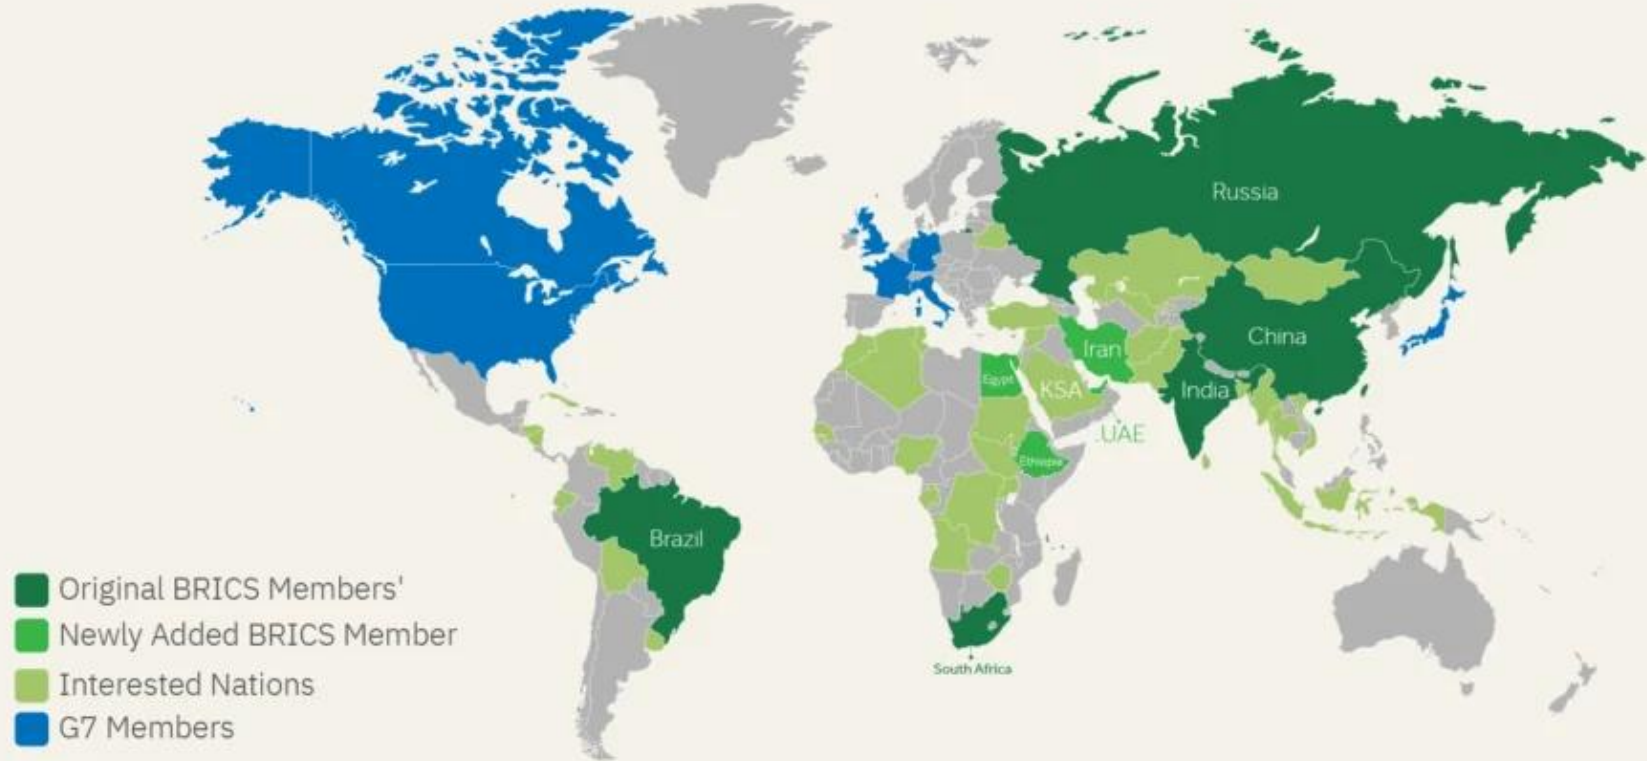 Russia
China
Iran
Egypt
KSA
India
.UAE
Ethiopia
Brazil
South Africa
Original BRICS Members'
Newly Added BRICS Member
Interested Nations
G7 Members